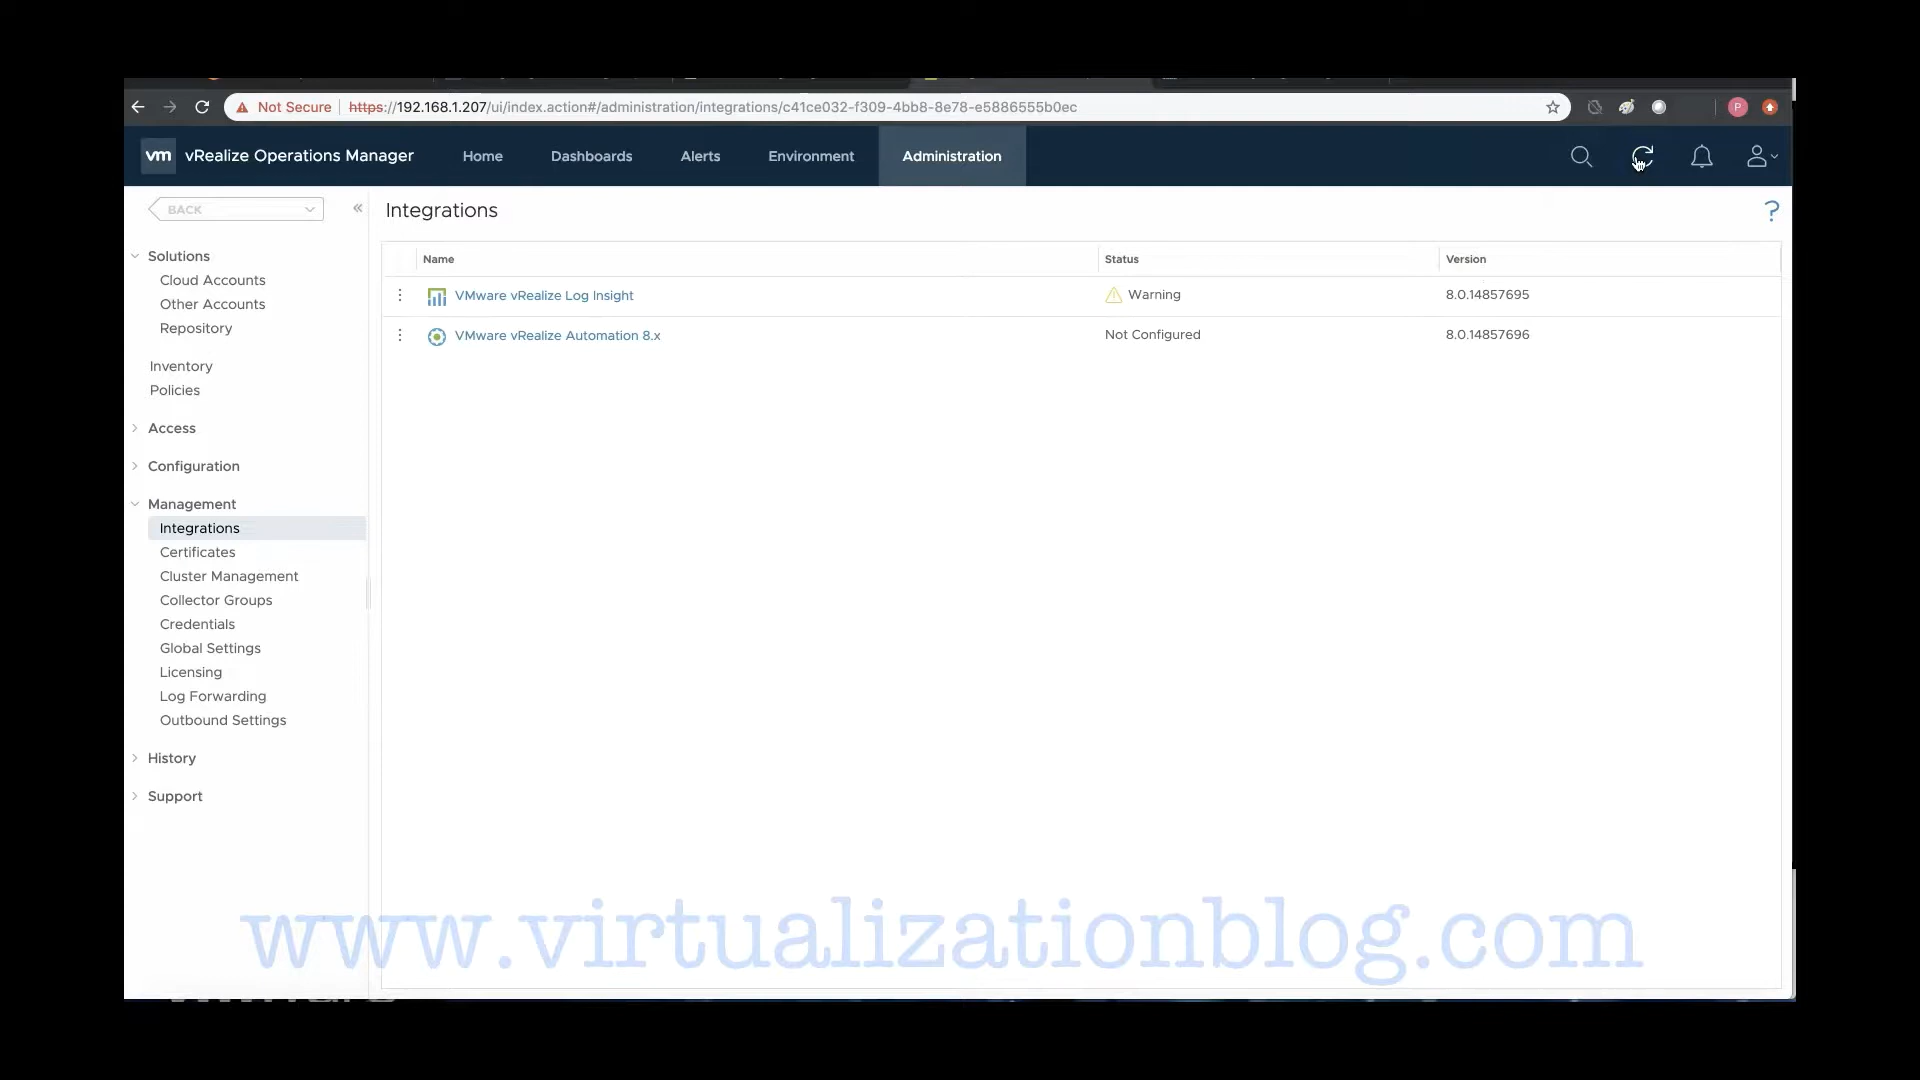 Not Secure https://192.168.1.207/ui/index.action#/administration/integrations/c41ce032-f309-4bb8-8e78-e5886555b0ec P
vm vRealize Operations Manager Home Dashboards Alerts Environment Administration
BACK
Integrations
?
Solutions
Cloud Accounts
Other Accounts
Repository
Inventory
Policies
Access
Configuration
Management
Integrations
Certificates
Cluster Management
Collector Groups
Credentials
Global Settings
Licensing
Log Forwarding
Outbound Settings
History
Support
Name Status Version
VMware vRealize Log Insight Warning 8.0.14857695
VMware vRealize Automation 8.x Not Configured 8.0.14857696
www.virtualizationblog.com